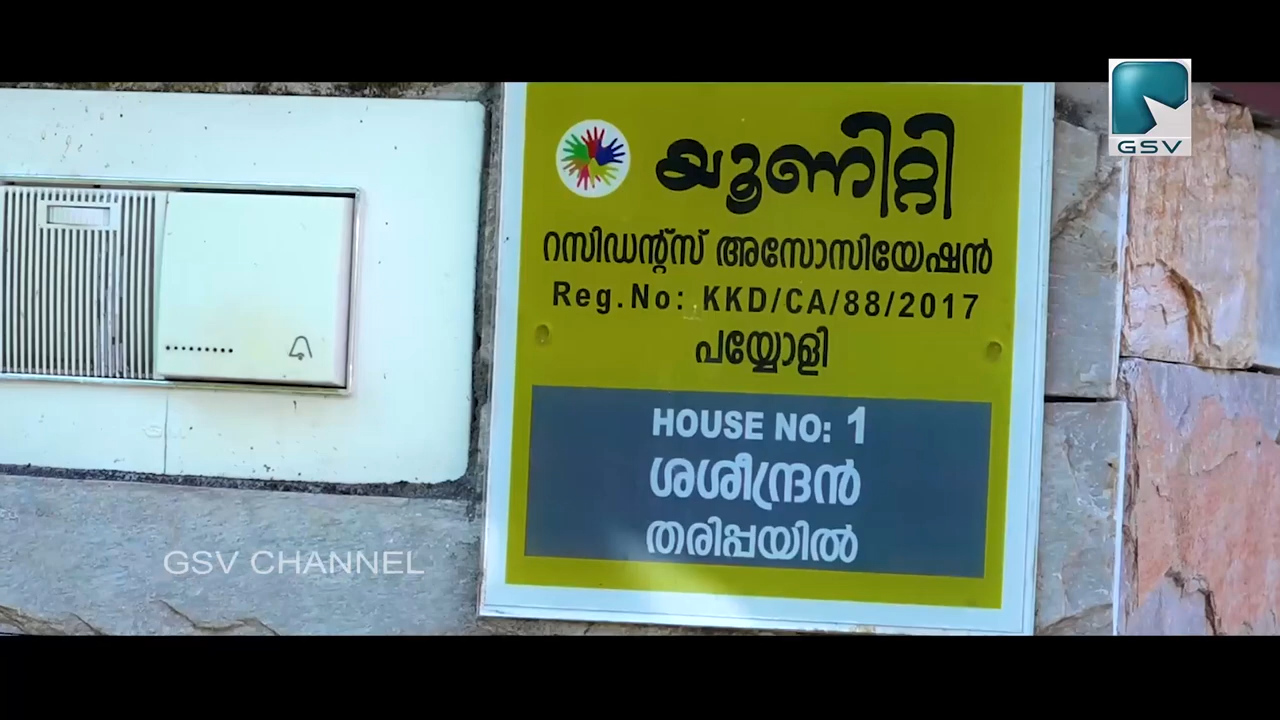 GSV
യൂണിറ്റി
റസിഡന്റ്സ് അസോസിയേഷൻ
Reg.No: KKD/CA/88/2017
പയ്യോളി
HOUSE NO: 1
ശശീന്ദ്രൻ
തരിപ്പയിൽ
GSV CHANNEL